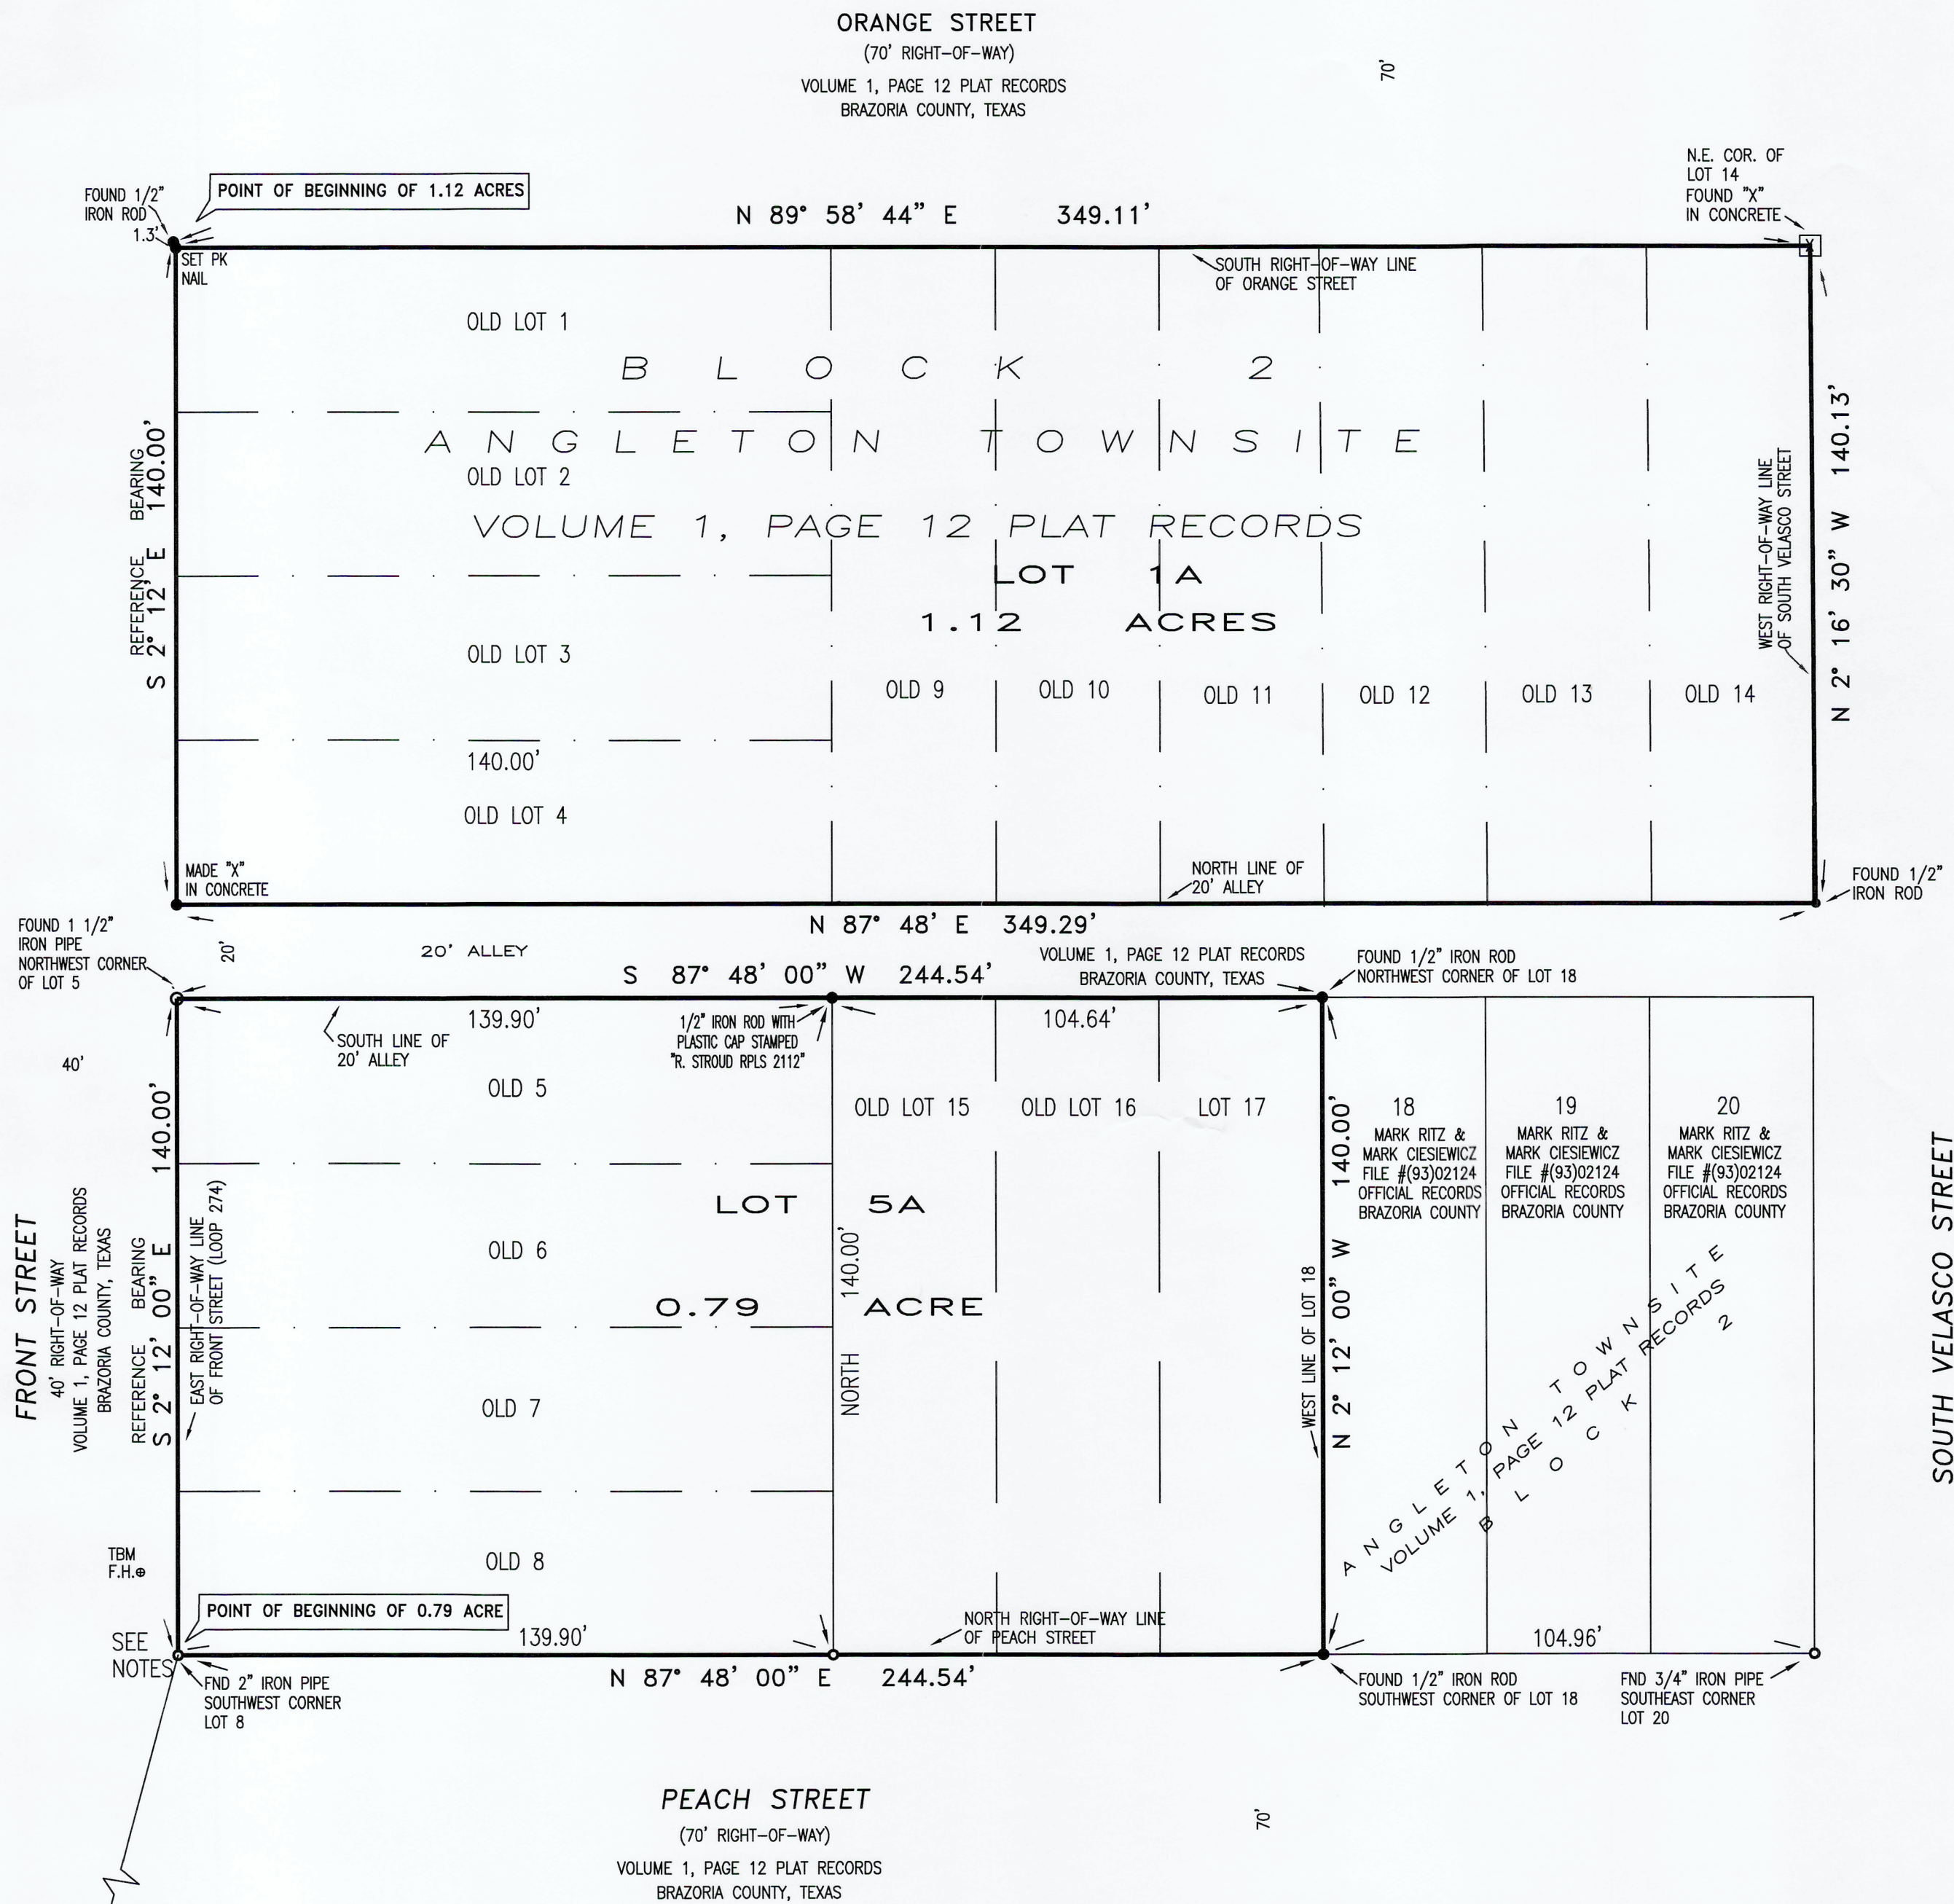 ORANGE STREET
(70' RIGHT-OF-WAY)
VOLUME 1, PAGE 12 PLAT RECORDS
BRAZORIA COUNTY, TEXAS
70'
FOUND 1/2"
IRON ROD
1.3'
POINT OF BEGINNING OF 1.12 ACRES
SET PK
NAIL
N 89° 58' 44" E 349.11'
N.E. COR. OF
LOT 14
FOUND "X"
IN CONCRETE
X
SOUTH RIGHT-OF-WAY LINE
OF ORANGE STREET
OLD LOT 1
BLOCK 2
ANGLETON TOWNSITE
OLD LOT 2
VOLUME 1, PAGE 12 PLAT RECORDS
LOT 1A
1.12 ACRES
OLD LOT 3
OLD 9
OLD 10
OLD 11
OLD 12
OLD 13
OLD 14
140.00'
OLD LOT 4
REFERENCE BEARING
S 2° 12' E 140.00'
WEST RIGHT-OF-WAY LINE
OF SOUTH VELASCO STREET
N 2° 16' 30" W 140.13'
MADE "X"
IN CONCRETE
NORTH LINE OF
20' ALLEY
FOUND 1/2"
IRON ROD
N 87° 48' E 349.29'
FOUND 1 1/2"
IRON PIPE
NORTHWEST CORNER
OF LOT 5
20'
20' ALLEY
VOLUME 1, PAGE 12 PLAT RECORDS
BRAZORIA COUNTY, TEXAS
FOUND 1/2" IRON ROD
NORTHWEST CORNER OF LOT 18
S 87° 48' 00" W 244.54'
139.90'
104.64'
SOUTH LINE OF
20' ALLEY
1/2" IRON ROD WITH
PLASTIC CAP STAMPED
"R. STROUD RPLS 2112"
40'
OLD 5
OLD LOT 15
OLD LOT 16
LOT 17
LOT 5A
OLD 6
0.79 ACRE
OLD 7
OLD 8
NORTH 140.00'
FRONT STREET
40' RIGHT-OF-WAY
VOLUME 1, PAGE 12 PLAT RECORDS
BRAZORIA COUNTY, TEXAS
REFERENCE BEARING
S 2° 12' 00" E 140.00'
EAST RIGHT-OF-WAY LINE
OF FRONT STREET (LOOP 274)
WEST LINE OF LOT 18
N 2° 12' 00" W 140.00'
18
MARK RITZ &
MARK CIESIEWICZ
FILE #(93)02124
OFFICIAL RECORDS
BRAZORIA COUNTY
19
MARK RITZ &
MARK CIESIEWICZ
FILE #(93)02124
OFFICIAL RECORDS
BRAZORIA COUNTY
20
MARK RITZ &
MARK CIESIEWICZ
FILE #(93)02124
OFFICIAL RECORDS
BRAZORIA COUNTY
ANGLETON TOWNSITE
VOLUME 1, PAGE 12 PLAT RECORDS
BLOCK 2
SOUTH VELASCO STREET
TBM
F.H.
POINT OF BEGINNING OF 0.79 ACRE
SEE
NOTES
139.90'
NORTH RIGHT-OF-WAY LINE
OF PEACH STREET
104.96'
FND 2" IRON PIPE
SOUTHWEST CORNER
LOT 8
N 87° 48' 00" E 244.54'
FOUND 1/2" IRON ROD
SOUTHWEST CORNER OF LOT 18
FND 3/4" IRON PIPE
SOUTHEAST CORNER
LOT 20
PEACH STREET
(70' RIGHT-OF-WAY)
VOLUME 1, PAGE 12 PLAT RECORDS
BRAZORIA COUNTY, TEXAS
70'